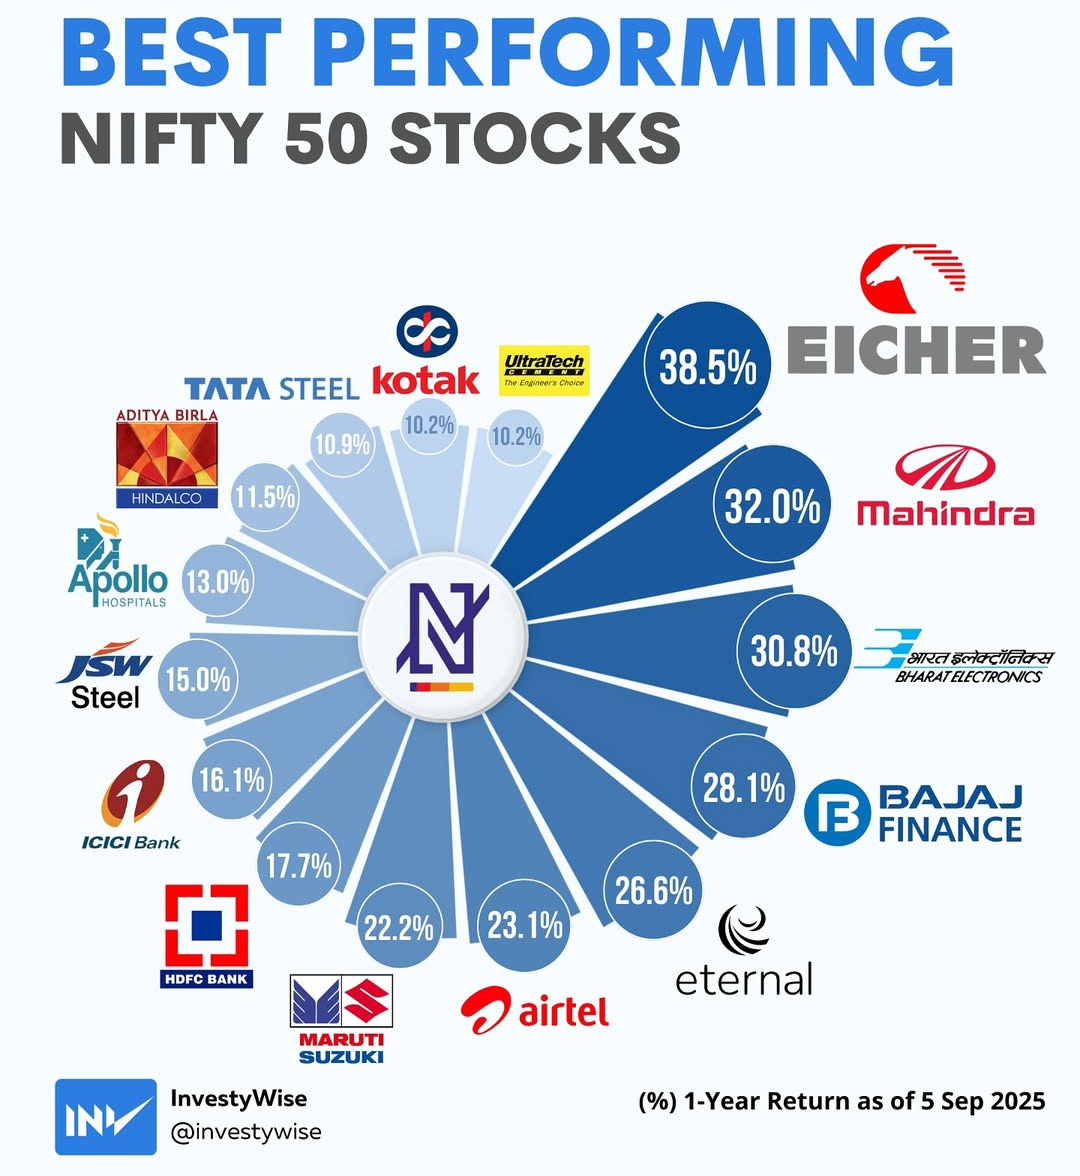 BEST PERFORMING
NIFTY 50 STOCKS
38.5%
EICHER
32.0%
Mahindra
30.8%
भारत इलेक्ट्रॉनिक्स
BHARAT ELECTRONICS
28.1%
BAJAJ
FINANCE
26.6%
eternal
23.1%
airtel
22.2%
MARUTI
SUZUKI
17.7%
HDFC BANK
16.1%
ICICI Bank
15.0%
JSW
Steel
13.0%
Apollo
HOSPITALS
11.5%
ADITYA BIRLA
HINDALCO
10.9%
TATA STEEL
10.2%
kotak
10.2%
UltraTech
CEMENT
The Engineer's Choice
INV
InvestyWise
@investywise
(%) 1-Year Return as of 5 Sep 2025